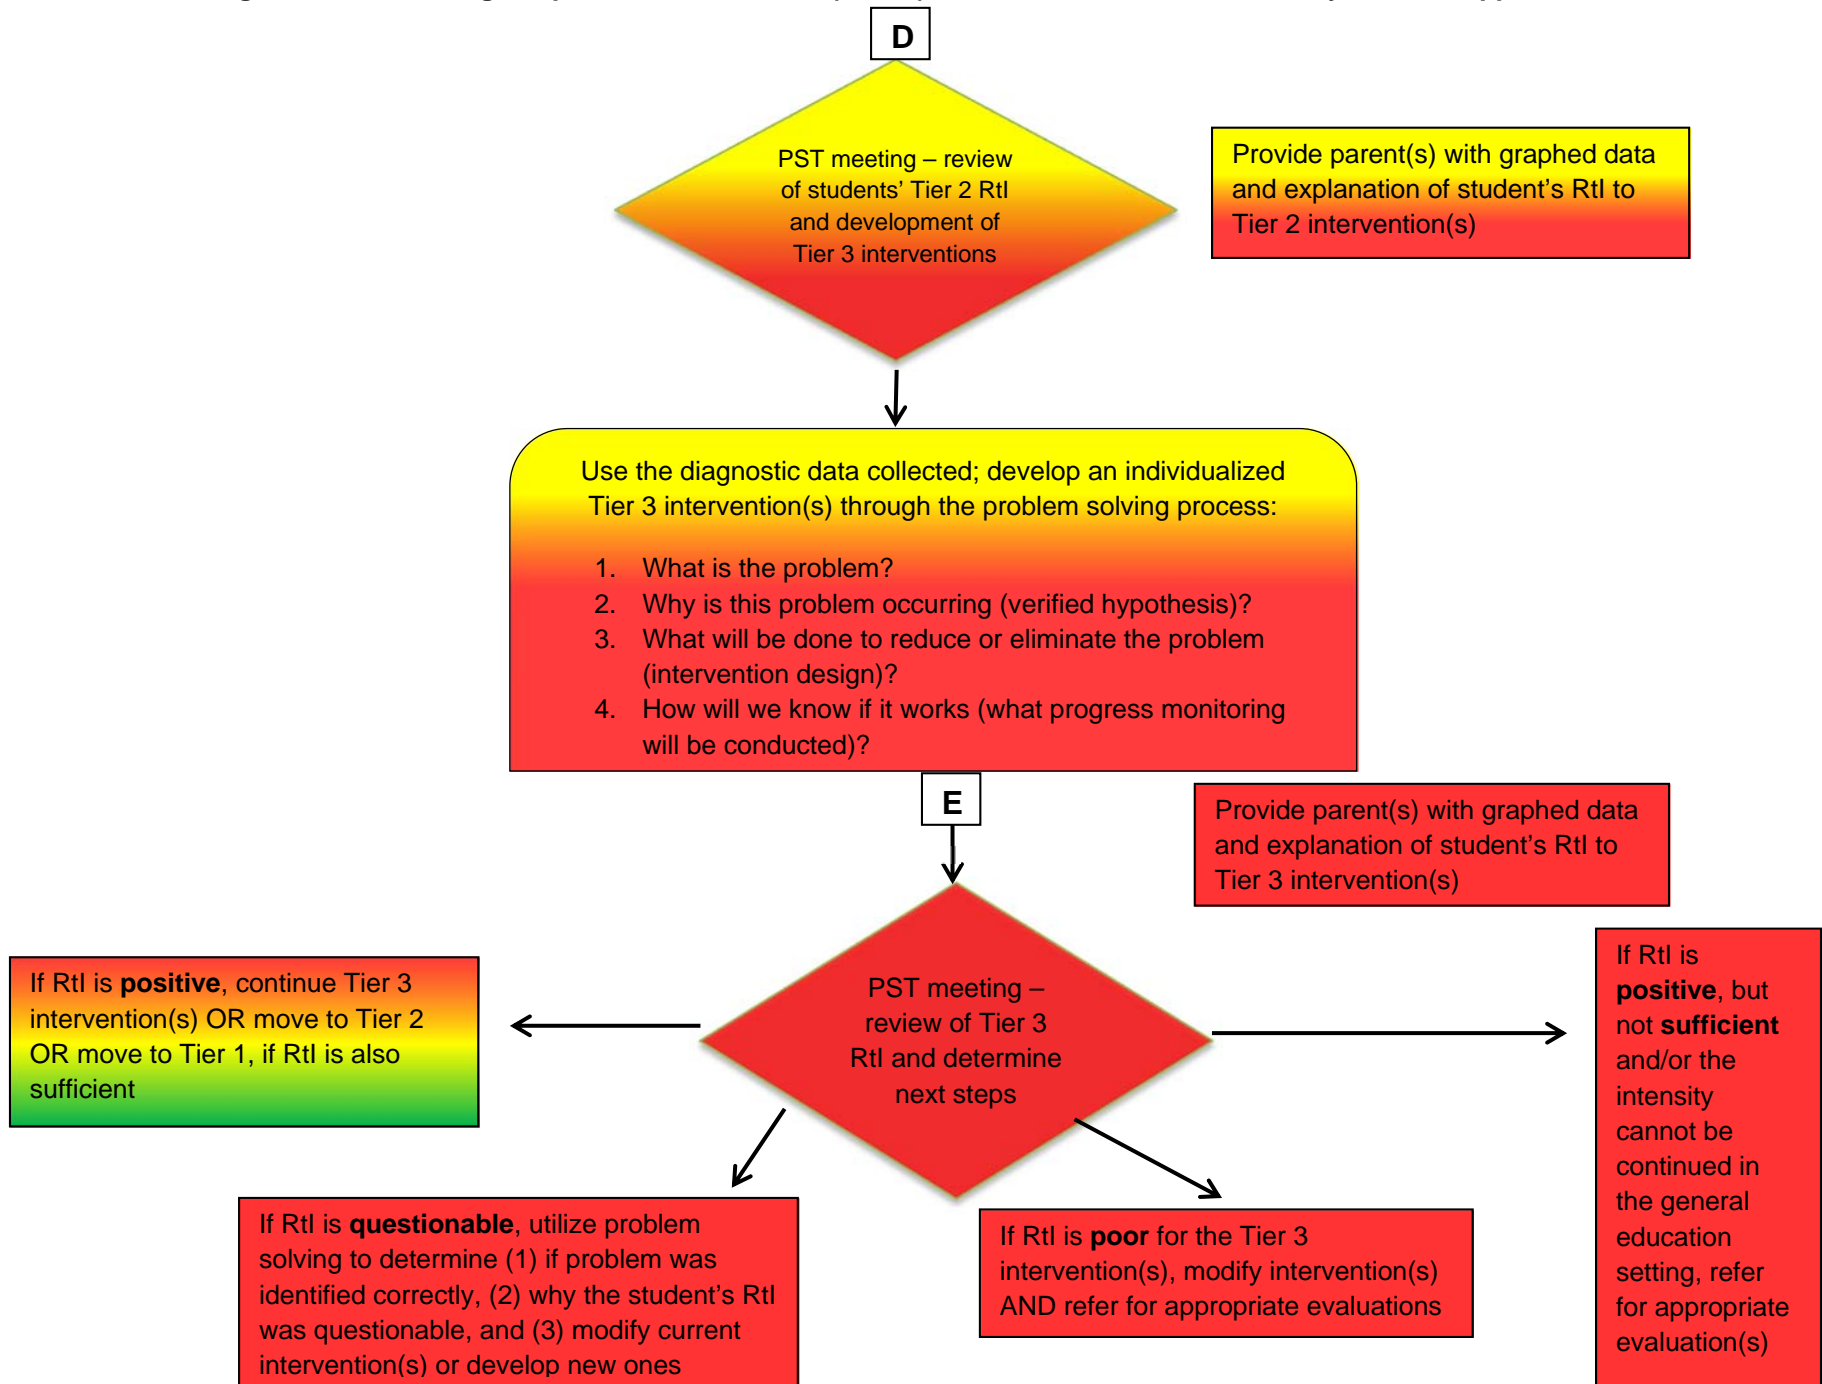 D
PST meeting – review
of students’ Tier 2 RtI
and development of
Tier 3 interventions
Provide parent(s) with graphed data
and explanation of student’s RtI to
Tier 2 intervention(s)
Use the diagnostic data collected; develop an individualized
Tier 3 intervention(s) through the problem solving process:
1. What is the problem?
2. Why is this problem occurring (verified hypothesis)?
3. What will be done to reduce or eliminate the problem
(intervention design)?
4. How will we know if it works (what progress monitoring
will be conducted)?
E
Provide parent(s) with graphed data
and explanation of student’s RtI to
Tier 3 intervention(s)
PST meeting –
review of Tier 3
RtI and determine
next steps
If RtI is positive, continue Tier 3
intervention(s) OR move to Tier 2
OR move to Tier 1, if RtI is also
sufficient
If RtI is questionable, utilize problem
solving to determine (1) if problem was
identified correctly, (2) why the student’s RtI
was questionable, and (3) modify current
intervention(s) or develop new ones
If RtI is poor for the Tier 3
intervention(s), modify intervention(s)
AND refer for appropriate evaluations
If RtI is
positive, but
not sufficient
and/or the
intensity
cannot be
continued in
the general
education
setting, refer
for appropriate
evaluation(s)